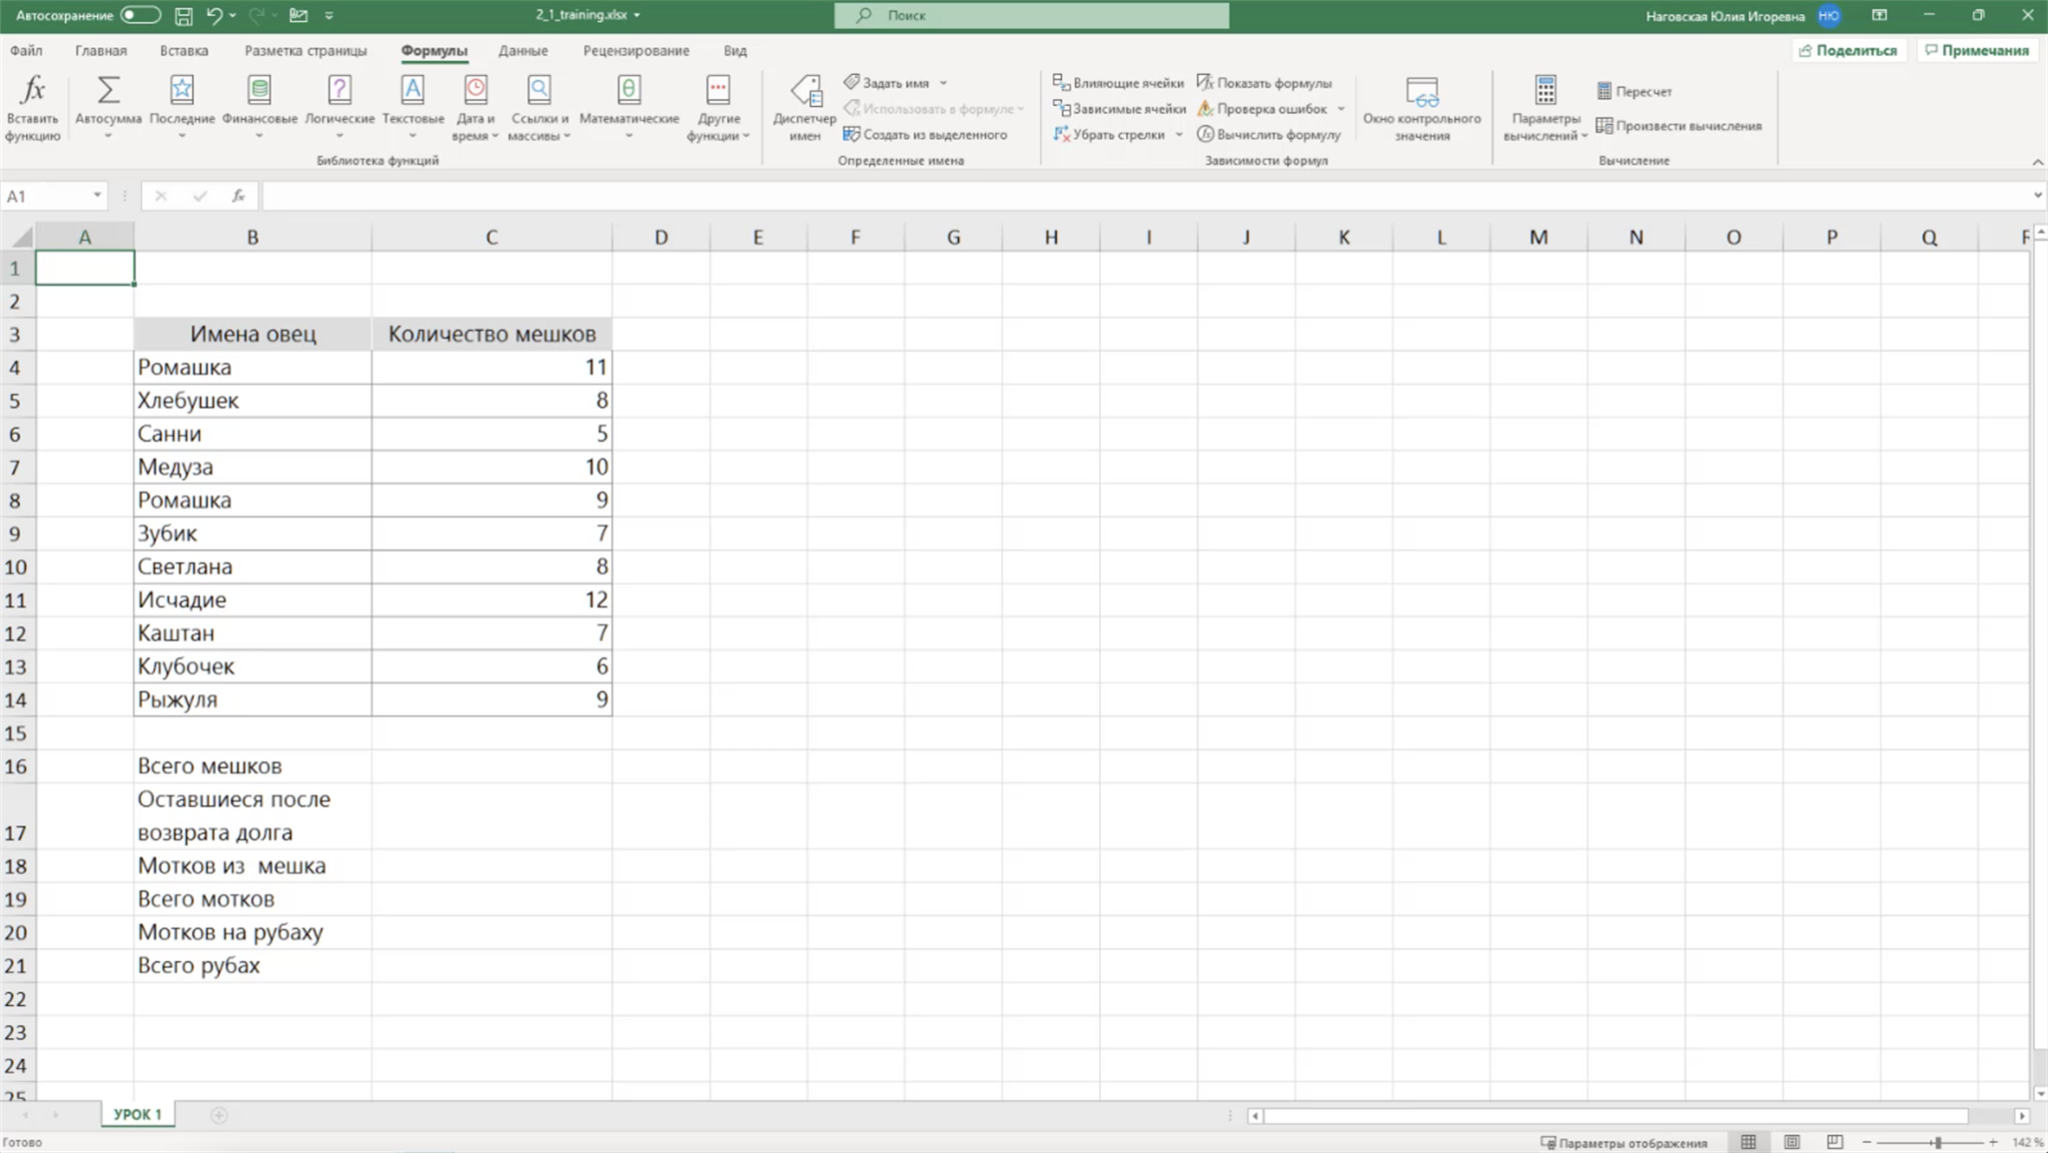 Автосохранение
2_1_training.xlsx
Поиск
Наговская Юлия Игоревна НЮ
Файл Главная Вставка Разметка страницы Формулы Данные Рецензирование Вид
Поделиться Примечания
fx Вставить функцию
Автосумма
Последние
Финансовые
Логические
Текстовые
Дата и время
Ссылки и массивы
Математические
Другие функции
Библиотека функций
Диспетчер имен
Задать имя
Использовать в формуле
Создать из выделенного
Определенные имена
Влияющие ячейки
Зависимые ячейки
Убрать стрелки
Показать формулы
Проверка ошибок
Вычислить формулу
Зависимости формул
Окно контрольного значения
Параметры вычислений
Пересчет
Произвести вычисления
Вычисление
A1
fx
A B C D E F G H I J K L M N O P Q
1
2
3 Имена овец Количество мешков
4 Ромашка 11
5 Хлебушек 8
6 Санни 5
7 Медуза 10
8 Ромашка 9
9 Зубик 7
10 Светлана 8
11 Исчадие 12
12 Каштан 7
13 Клубочек 6
14 Рыжуля 9
15
16 Всего мешков
Оставшиеся после
17 возврата долга
18 Мотков из  мешка
19 Всего мотков
20 Мотков на рубаху
21 Всего рубах
22
23
24
25
УРОК 1
Готово
Параметры отображения
142 %